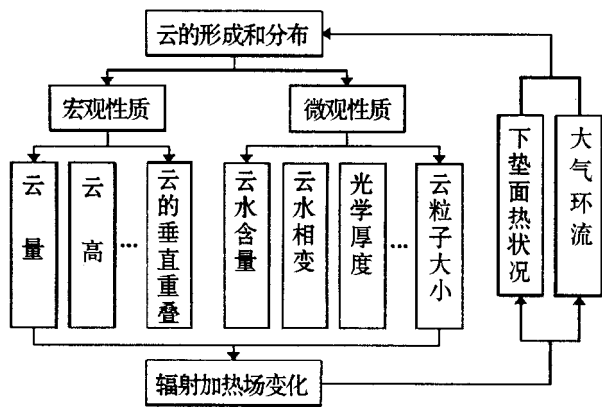 云的形成和分布
宏观性质
微观性质
云量
云高
...
云的垂直重叠
云水含量
云水相变
光学厚度
...
云粒子大小
下垫面热状况
大气环流
辐射加热场变化